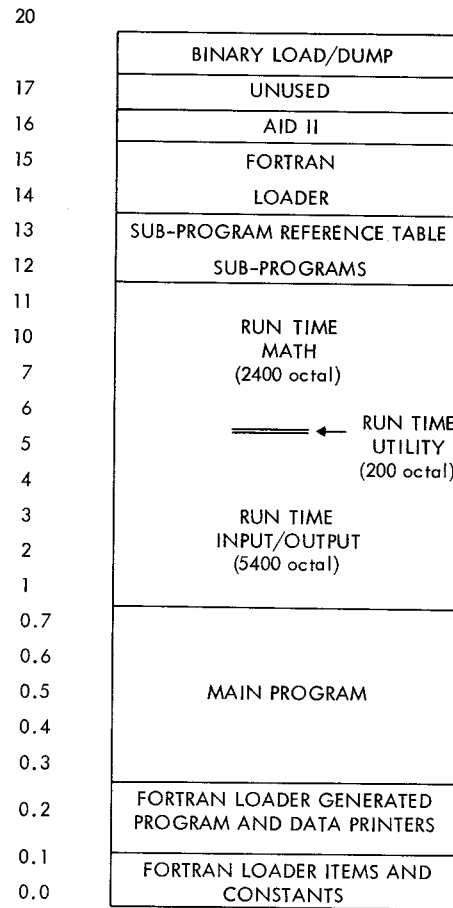 20
BINARY LOAD/DUMP
17 UNUSED
16 AID II
15 FORTRAN
14 LOADER
13 SUB-PROGRAM REFERENCE TABLE
12 SUB-PROGRAMS
11
10 RUN TIME
MATH
7 (2400 octal)
6
RUN TIME
5 UTILITY
4 (200 octal)
3 RUN TIME
2 INPUT/OUTPUT
(5400 octal)
1
0.7
0.6
0.5 MAIN PROGRAM
0.4
0.3
FORTRAN LOADER GENERATED
0.2 PROGRAM AND DATA PRINTERS
0.1
FORTRAN LOADER ITEMS AND
0.0 CONSTANTS